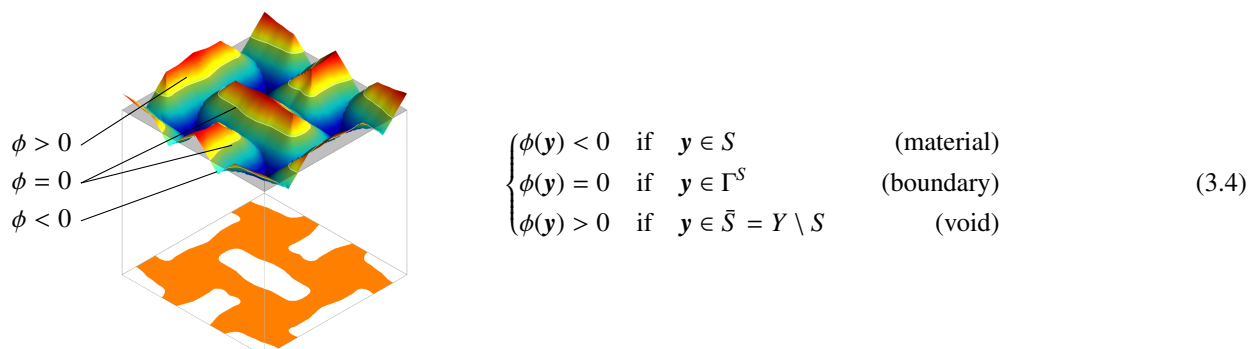 ϕ > 0
ϕ = 0
ϕ < 0
ϕ(y) < 0 if y ∈ S (material)
ϕ(y) = 0 if y ∈ Γ^S (boundary)
ϕ(y) > 0 if y ∈ S̄ = Y \ S (void)
(3.4)